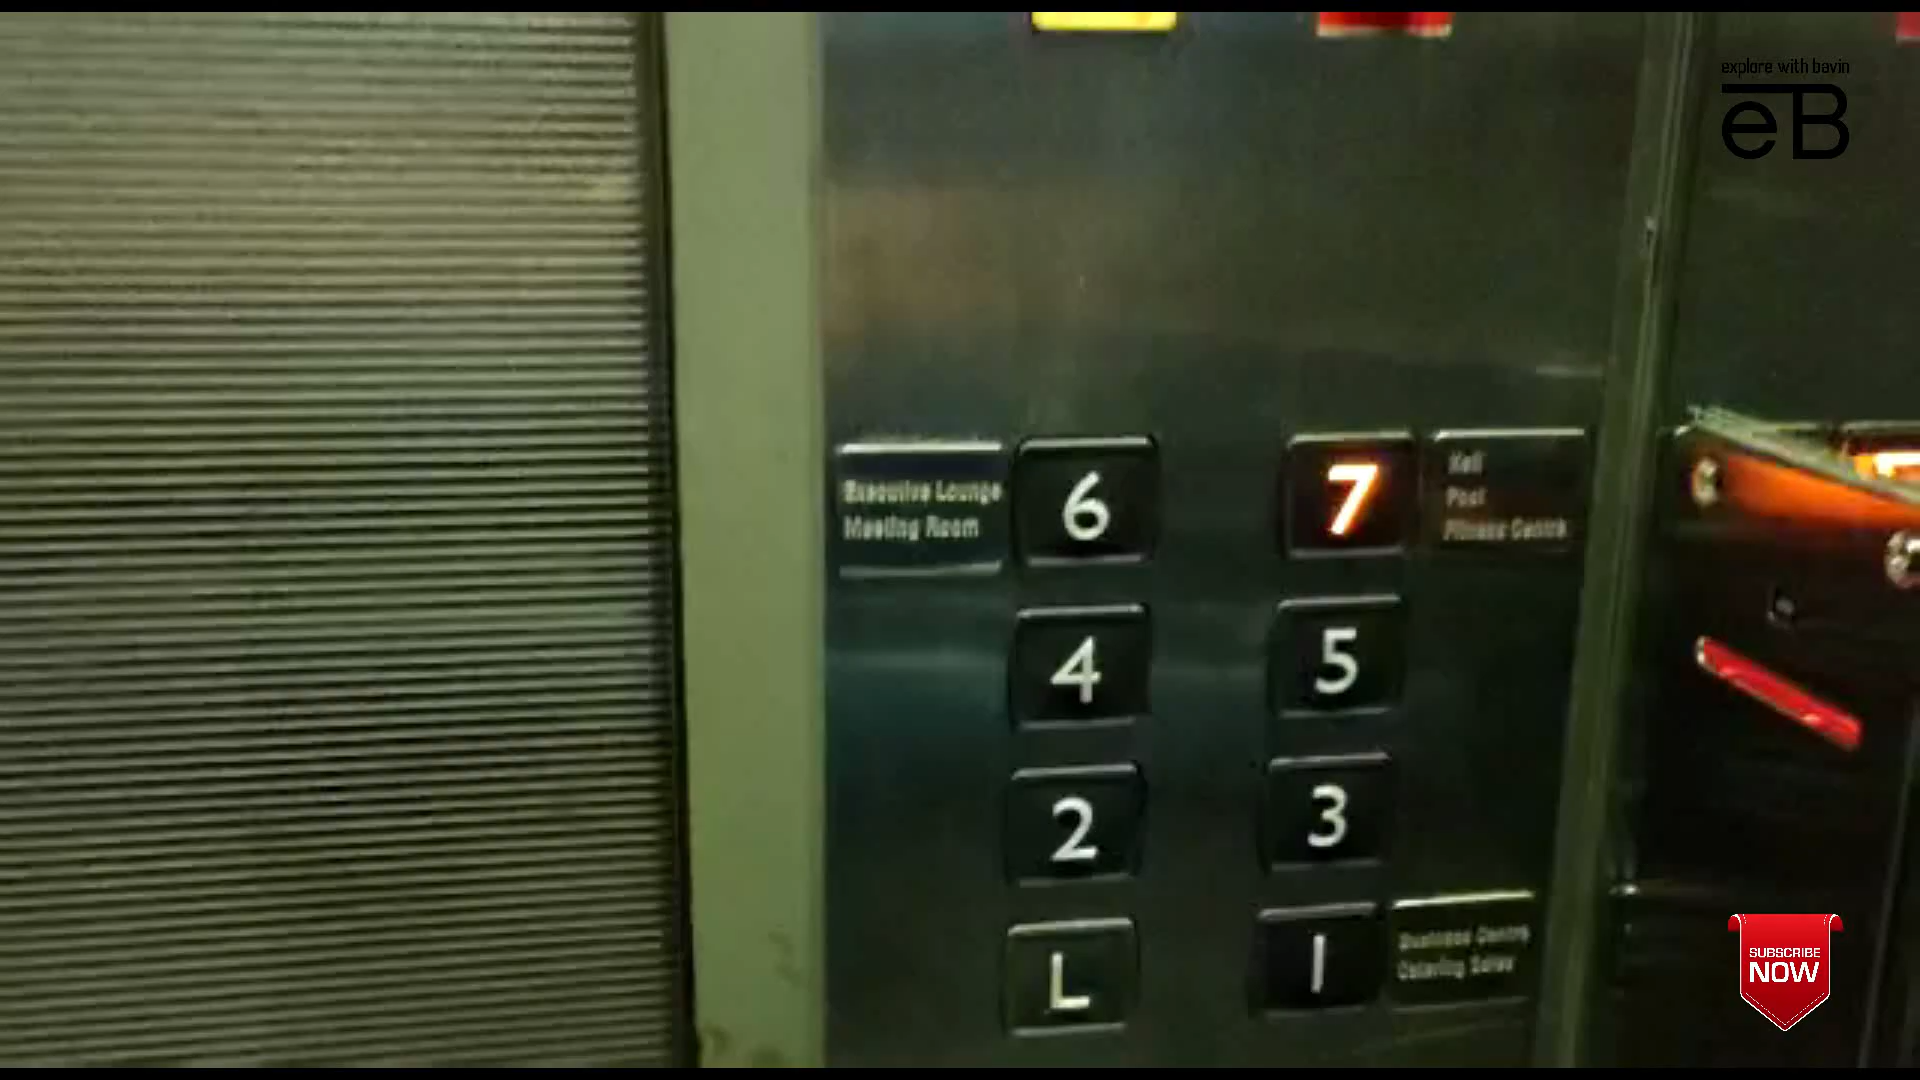 explore with bavin
eB
Executive Lounge
Meeting Room
6
7
Pool
Fitness Centre
4
5
2
3
L
1
Business Centre
Catering Sales
SUBSCRIBE
NOW